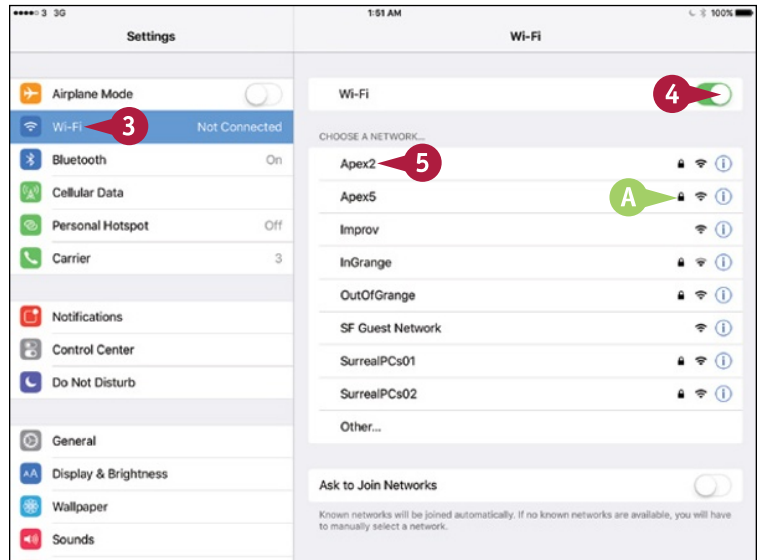 3 3G 1:51 AM 100%
Settings
Wi-Fi
Airplane Mode
Wi-Fi 3 Not Connected
Bluetooth On
Cellular Data
Personal Hotspot Off
Carrier 3
Notifications
Control Center
Do Not Disturb
General
AA Display & Brightness
Wallpaper
Sounds
Wi-Fi 4
CHOOSE A NETWORK...
Apex2 5
Apex5 A
Improv
InGrange
OutOfGrange
SF Guest Network
SurrealPCs01
SurrealPCs02
Other...
Ask to Join Networks
Known networks will be joined automatically. If no known networks are available, you will have
to manually select a network.